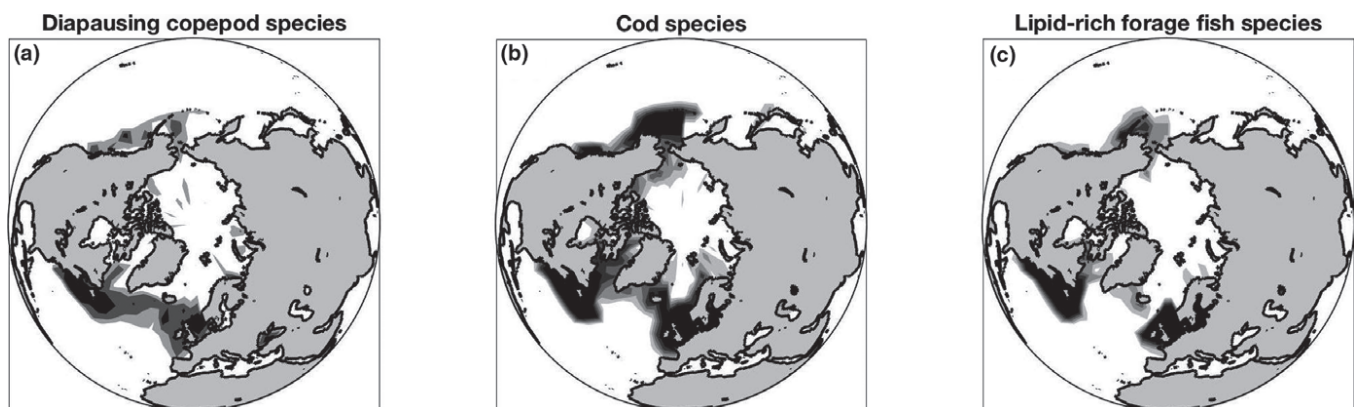 Diapausing copepod species
Cod species
Lipid-rich forage fish species
(a)
(b)
(c)